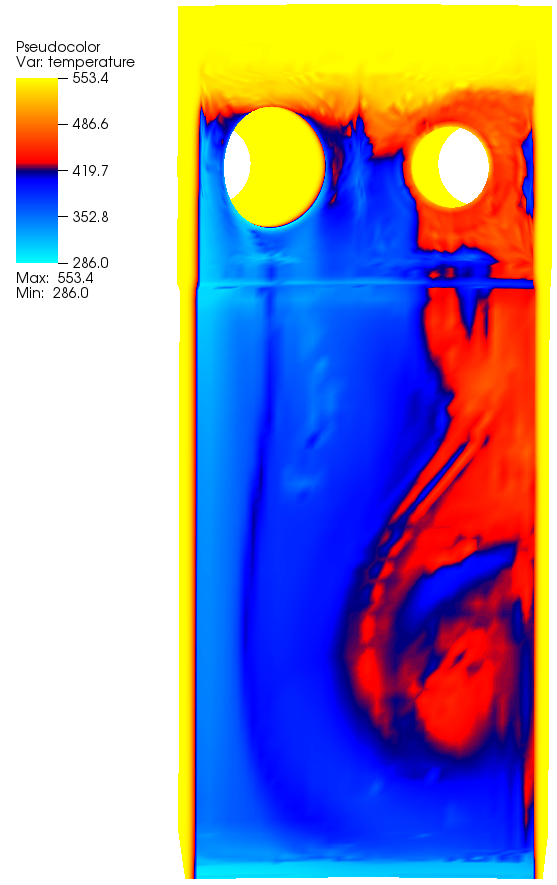 Pseudocolor
Var: temperature
553.4
486.6
419.7
352.8
286.0
Max: 553.4
Min: 286.0